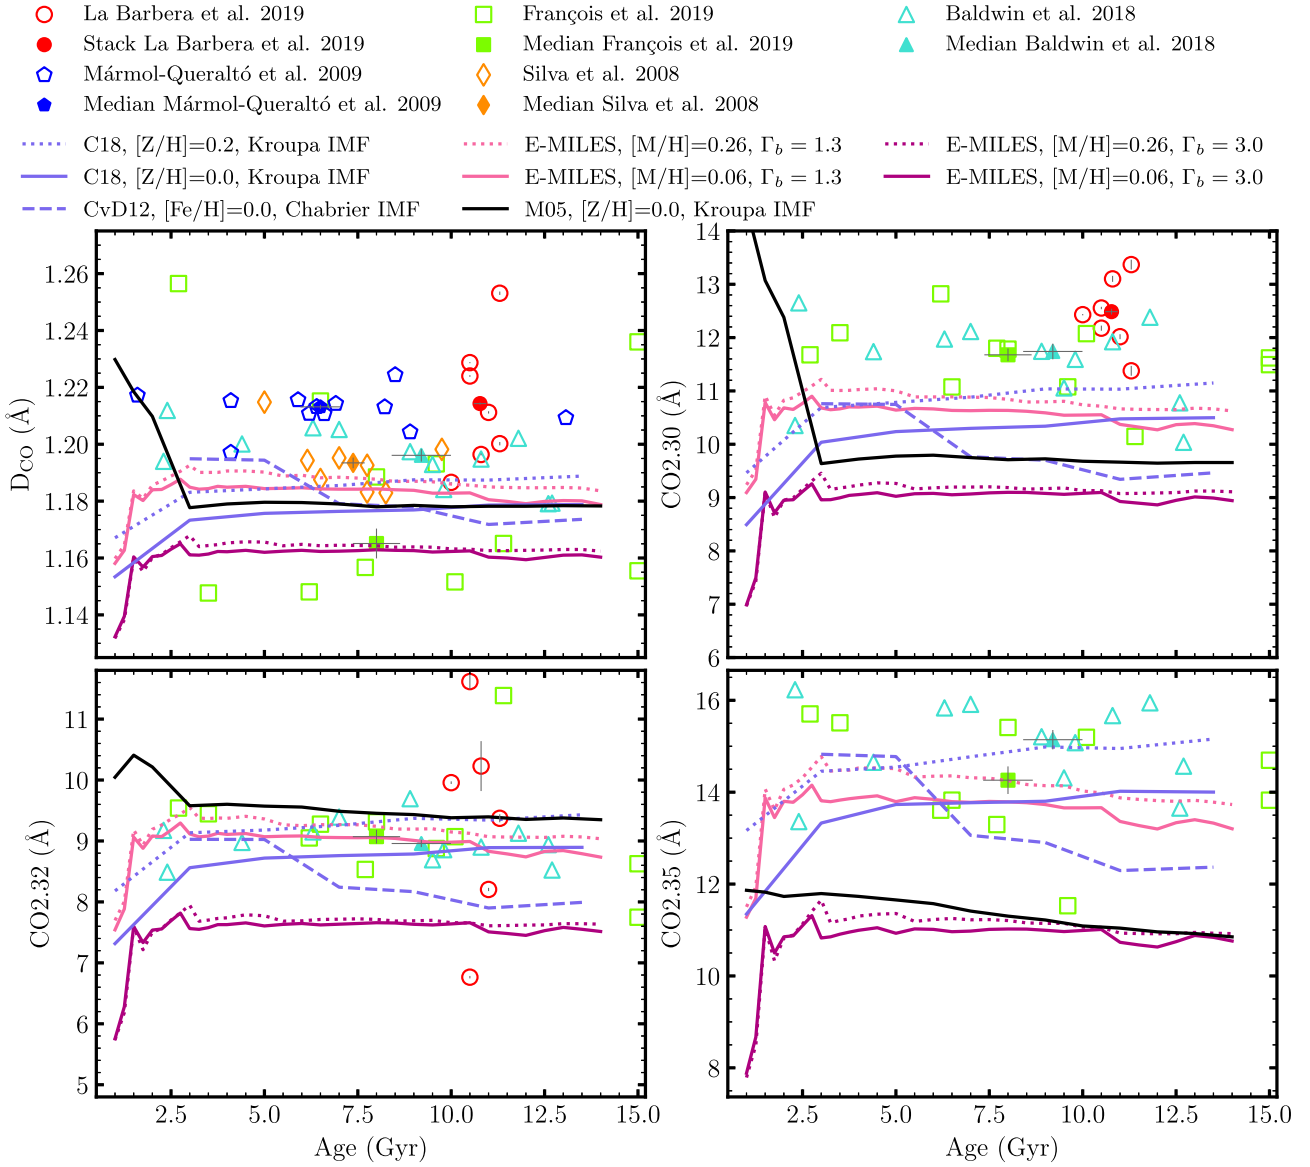 La Barbera et al. 2019 François et al. 2019 Baldwin et al. 2018
Stack La Barbera et al. 2019 Median François et al. 2019 Median Baldwin et al. 2018
Mármol-Queraltó et al. 2009 Silva et al. 2008
Median Mármol-Queraltó et al. 2009 Median Silva et al. 2008
C18, [Z/H]=0.2, Kroupa IMF E-MILES, [M/H]=0.26, Γ_b = 1.3 E-MILES, [M/H]=0.26, Γ_b = 3.0
C18, [Z/H]=0.0, Kroupa IMF E-MILES, [M/H]=0.06, Γ_b = 1.3 E-MILES, [M/H]=0.06, Γ_b = 3.0
CvD12, [Fe/H]=0.0, Chabrier IMF M05, [Z/H]=0.0, Kroupa IMF
D_CO (Å)
1.26
1.24
1.22
1.20
1.18
1.16
1.14
CO2.30 (Å)
14
13
12
11
10
9
8
7
6
CO2.32 (Å)
11
10
9
8
7
6
5
2.5 5.0 7.5 10.0 12.5 15.0
Age (Gyr)
CO2.35 (Å)
16
14
12
10
8
2.5 5.0 7.5 10.0 12.5 15.0
Age (Gyr)